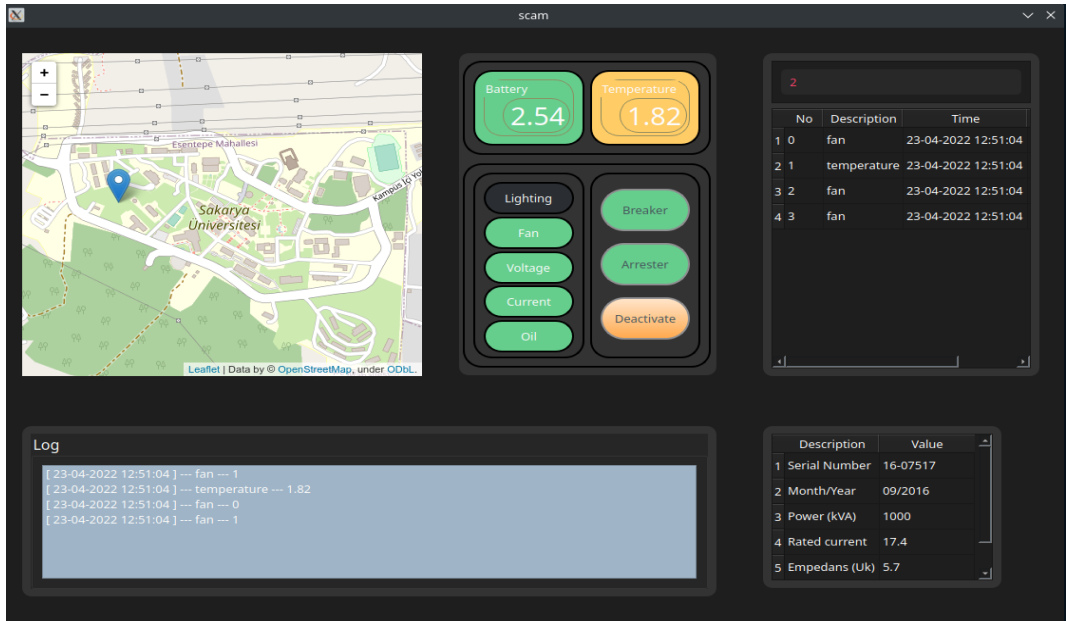 scam
+
−
Esentepe Mahallesi
Kampüs İçi Yo
Sakarya
Üniversitesi
Leaflet | Data by © OpenStreetMap, under ODbL.
Battery
2.54
Temperature
1.82
Lighting
Fan
Voltage
Current
Oil
Breaker
Arrester
Deactivate
2
No Description Time
1 0 fan 23-04-2022 12:51:04
2 1 temperature 23-04-2022 12:51:04
3 2 fan 23-04-2022 12:51:04
4 3 fan 23-04-2022 12:51:04
Log
[ 23-04-2022 12:51:04 ] --- fan --- 1
[ 23-04-2022 12:51:04 ] --- temperature --- 1.82
[ 23-04-2022 12:51:04 ] --- fan --- 0
[ 23-04-2022 12:51:04 ] --- fan --- 1
Description Value
1 Serial Number 16-07517
2 Month/Year 09/2016
3 Power (kVA) 1000
4 Rated current 17.4
5 Empedans (Uk) 5.7